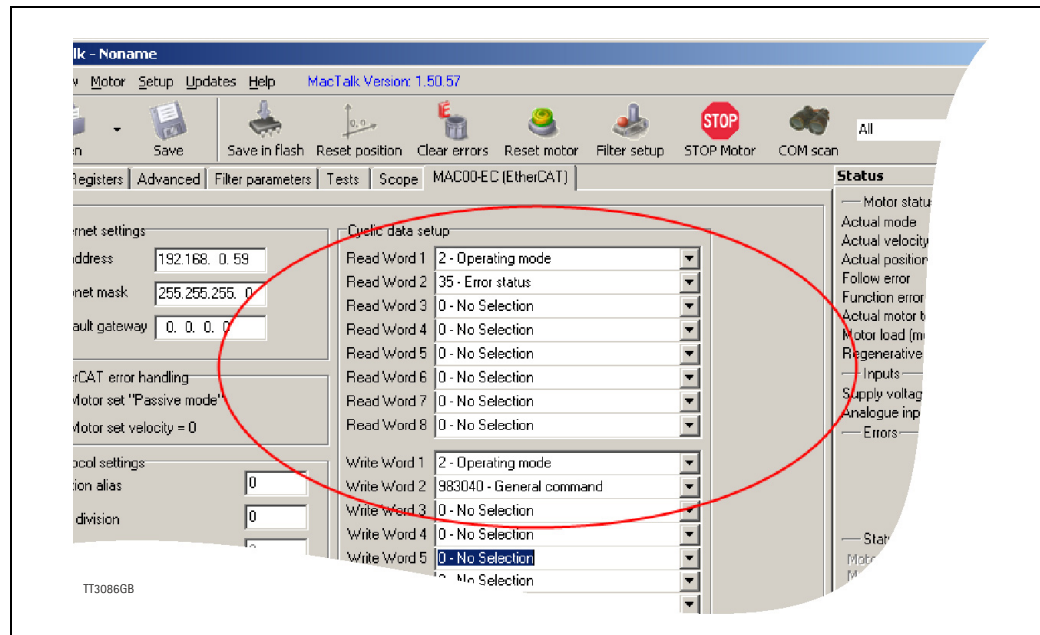 lk - Noname
Motor Setup Updates Help MacTalk Version: 1.50.57
Save Save in flash Reset position Clear errors Reset motor Filter setup STOP Motor COM scan
STOP
0,0
All
Registers Advanced Filter parameters Tests Scope MAC00-EC (EtherCAT)
Status
Motor statu
Actual mode
Actual velocity
Actual position
Follow error
Function error
Actual motor t
Motor load (m
Regenerative
Inputs
Supply voltag
Analogue inp
Errors
rnet settings
address 192.168. 0. 59
onet mask 255.255.255. 0
ault gateway 0. 0. 0. 0
rCAT error handling
Motor set "Passive mode"
Motor set velocity = 0
ocol settings
tion alias 0
division 0
Cyclic data setup
Read Word 1 2 - Operating mode
Read Word 2 35 - Error status
Read Word 3 0 - No Selection
Read Word 4 0 - No Selection
Read Word 5 0 - No Selection
Read Word 6 0 - No Selection
Read Word 7 0 - No Selection
Read Word 8 0 - No Selection
Write Word 1 2 - Operating mode
Write Word 2 983040 - General command
Write Word 3 0 - No Selection
Write Word 4 0 - No Selection
Write Word 5 0 - No Selection
No Selection
Stat
TT3086GB